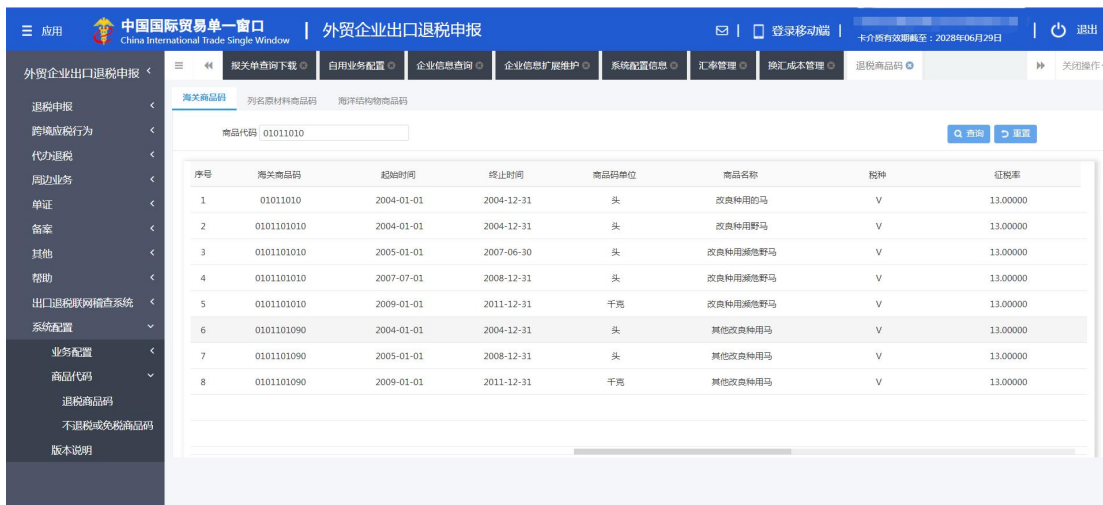 应用
中国国际贸易单一窗口
China International Trade Single Window
外贸企业出口退税申报
登录移动端
卡介质有效期截至：2028年06月29日
退出
外贸企业出口退税申报
报关单查询下载
自用业务配置
企业信息查询
企业信息扩展维护
系统配置信息
汇率管理
换汇成本管理
退税商品码
关闭操作
退税申报
跨境应税行为
代办退税
周边业务
单证
备案
其他
帮助
出口退税联网稽查系统
系统配置
业务配置
商品代码
退税商品码
不退税或免税商品码
版本说明
海关商品码 列名原材料商品码 海洋结构物商品码
商品代码 01011010 查询 重置
序号 海关商品码 起始时间 终止时间 商品码单位 商品名称 税种 征税率
1 01011010 2004-01-01 2004-12-31 头 改良种用的马 V 13.00000
2 0101101010 2004-01-01 2004-12-31 头 改良种用野马 V 13.00000
3 0101101010 2005-01-01 2007-06-30 头 改良种用濒危野马 V 13.00000
4 0101101010 2007-07-01 2008-12-31 头 改良种用濒危野马 V 13.00000
5 0101101010 2009-01-01 2011-12-31 千克 改良种用濒危野马 V 13.00000
6 0101101090 2004-01-01 2004-12-31 头 其他改良种用马 V 13.00000
7 0101101090 2005-01-01 2008-12-31 头 其他改良种用马 V 13.00000
8 0101101090 2009-01-01 2011-12-31 千克 其他改良种用马 V 13.00000